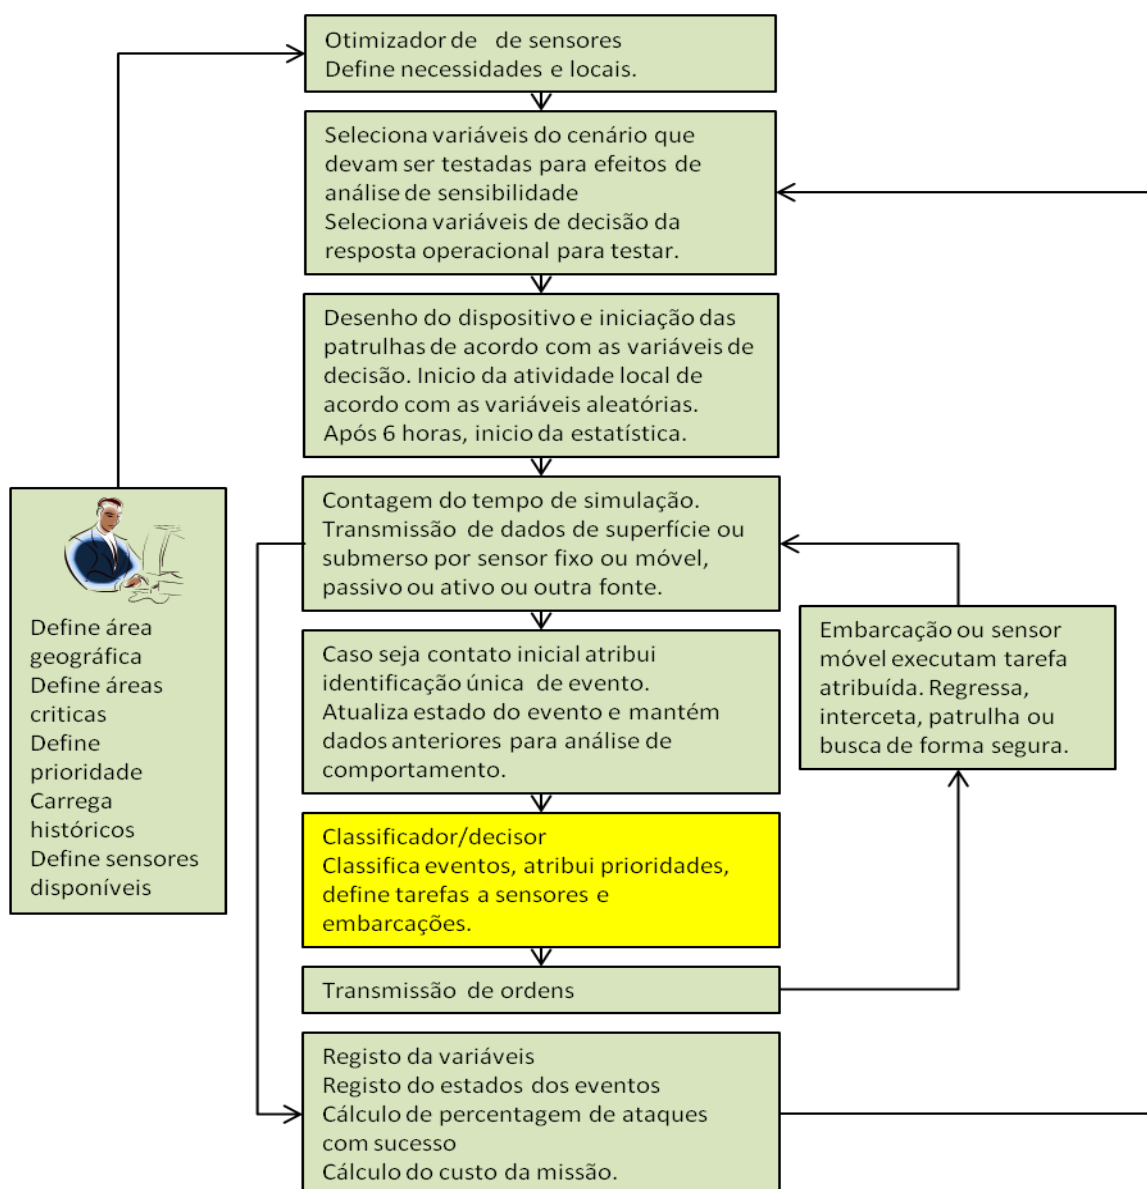 Otimizador de de sensores
Define necessidades e locais.
Seleciona variáveis do cenário que
devam ser testadas para efeitos de
análise de sensibilidade
Seleciona variáveis de decisão da
resposta operacional para testar.
Desenho do dispositivo e iniciação das
patrulhas de acordo com as variáveis de
decisão. Inicio da atividade local de
acordo com as variáveis aleatórias.
Após 6 horas, inicio da estatística.
Define área
geográfica
Define áreas
criticas
Define
prioridade
Carrega
históricos
Define sensores
disponíveis
Contagem do tempo de simulação.
Transmissão de dados de superfície ou
submerso por sensor fixo ou móvel,
passivo ou ativo ou outra fonte.
Caso seja contato inicial atribui
identificação única de evento.
Atualiza estado do evento e mantém
dados anteriores para análise de
comportamento.
Embarcação ou sensor
móvel executam tarefa
atribuída. Regressa,
interceta, patrulha ou
busca de forma segura.
Classificador/decisor
Classifica eventos, atribui prioridades,
define tarefas a sensores e
embarcações.
Transmissão de ordens
Registo da variáveis
Registo do estados dos eventos
Cálculo de percentagem de ataques
com sucesso
Cálculo do custo da missão.